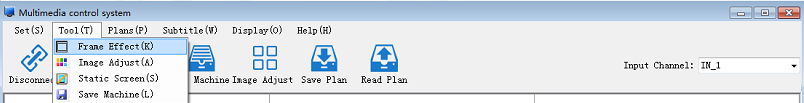 Multimedia control system
Set(S) Tool(T) Plans(P) Subtitle(W) Display(O) Help(H)
Frame Effect(K)
Image Adjust(A)
Static Screen(S)
Save Machine(L)
Disconnec Machine Image Adjust Save Plan Read Plan
Input Channel: IN_1